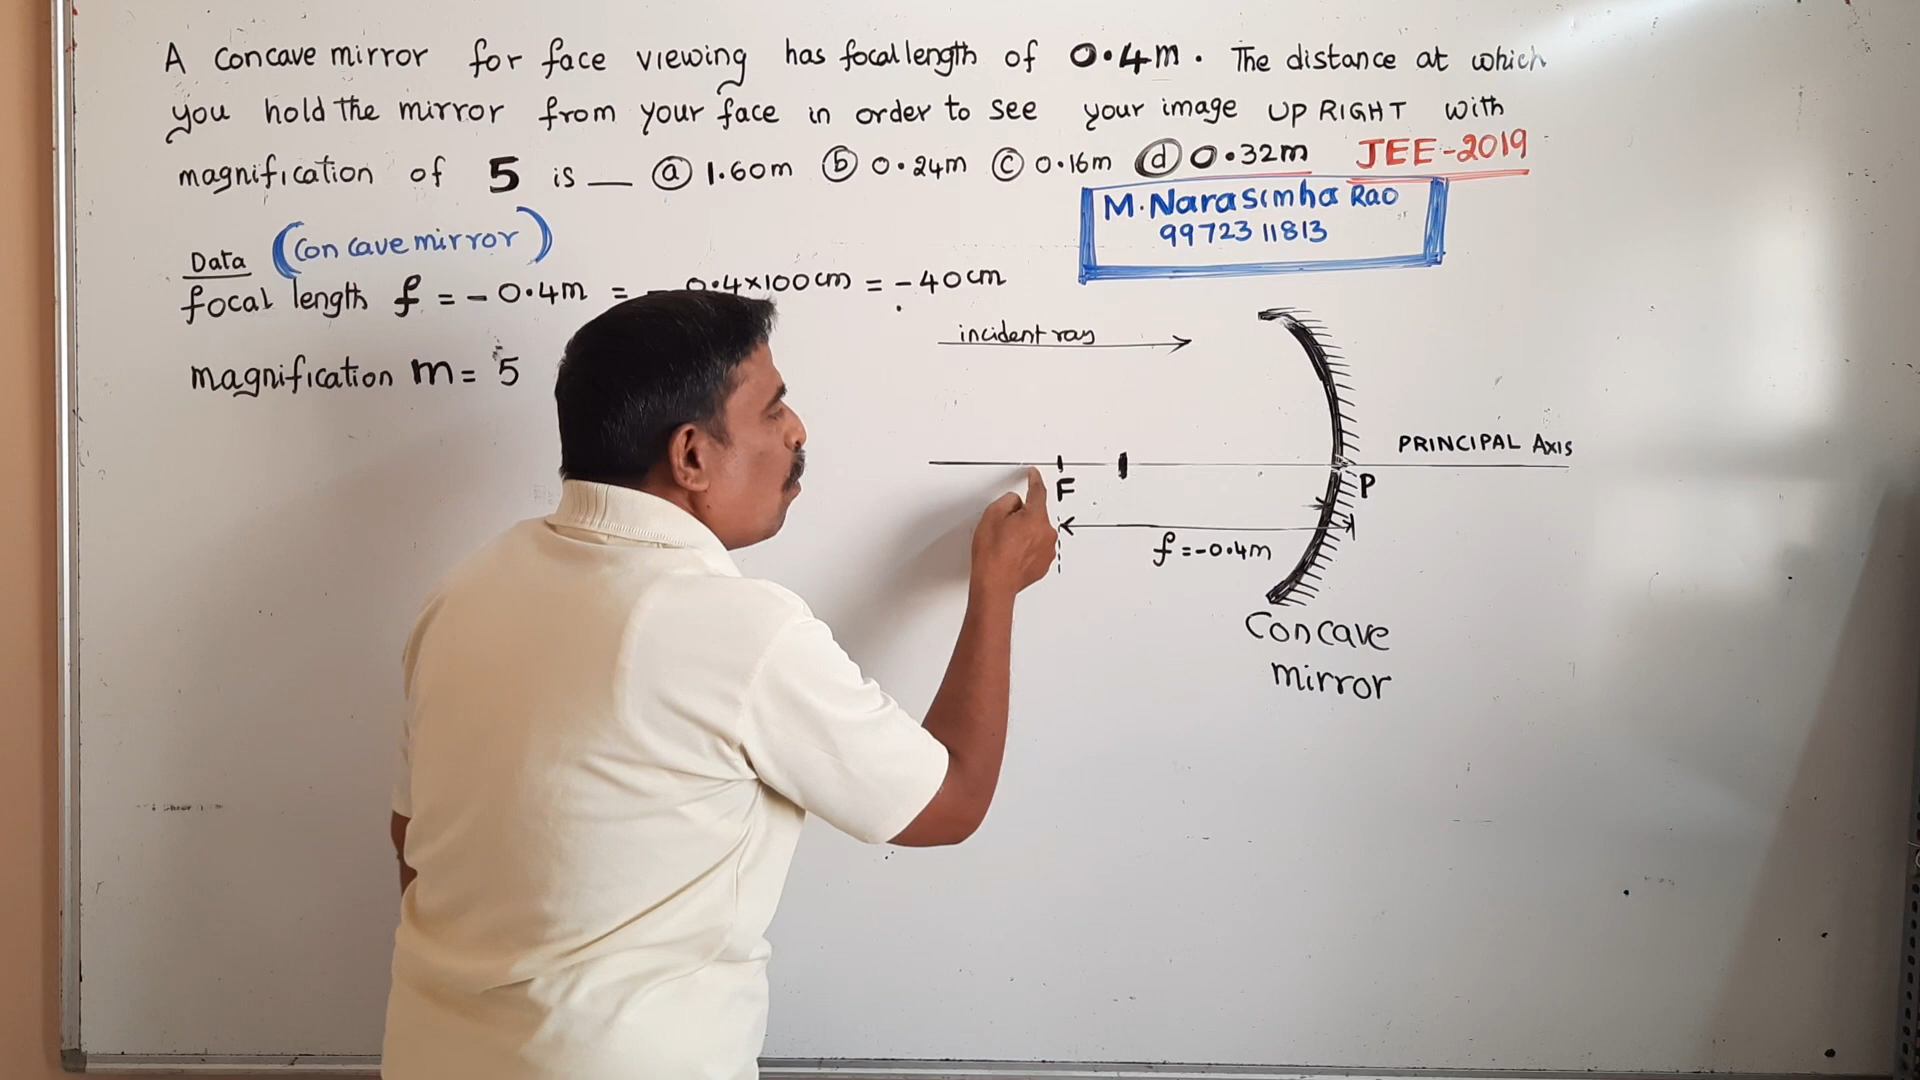 A concave mirror for face viewing has focal length of 0.4m. The distance at which
you hold the mirror from your face in order to see your image UPRIGHT with
magnification of 5 is __ ⓐ 1.60m ⓑ 0.24m ⓒ 0.16m ⓓ 0.32m JEE-2019
M. Narasimha Rao
99723 11813
Data (Concave mirror)
focal length f = - 0.4m = - 0.4x100cm = - 40cm
incident ray
magnification m = 5
PRINCIPAL AXIS
F
P
f = -0.4m
Concave
mirror